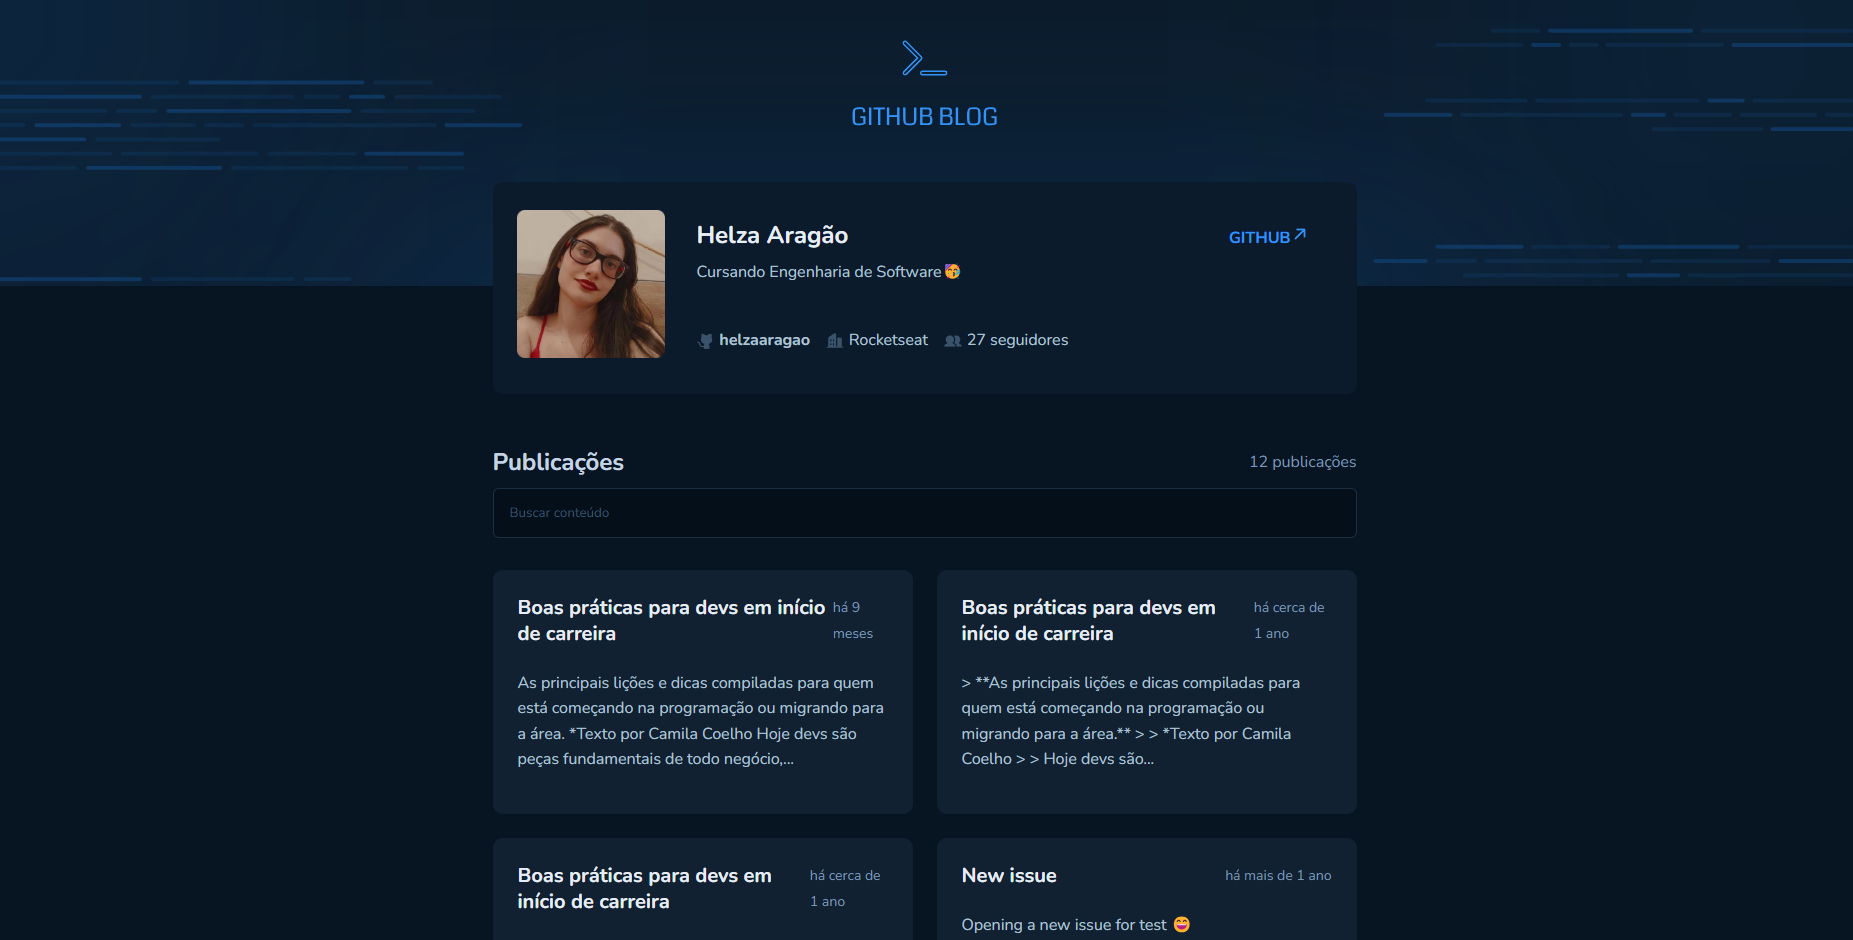 GITHUB BLOG
Helza Aragão
GITHUB
Cursando Engenharia de Software 🥳
helzaaragao
Rocketseat
27 seguidores
Publicações
12 publicações
Buscar conteúdo
Boas práticas para devs em início
de carreira
há 9
meses
As principais lições e dicas compiladas para quem
está começando na programação ou migrando para
a área. *Texto por Camila Coelho Hoje devs são
peças fundamentais de todo negócio,...
Boas práticas para devs em
início de carreira
há cerca de
1 ano
> **As principais lições e dicas compiladas para
quem está começando na programação ou
migrando para a área.** > > *Texto por Camila
Coelho > > Hoje devs são...
Boas práticas para devs em
início de carreira
há cerca de
1 ano
New issue
há mais de 1 ano
Opening a new issue for test 😄